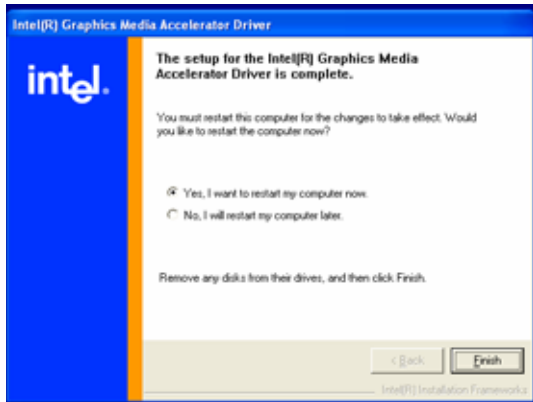 Intel(R) Graphics Media Accelerator Driver
intel.
The setup for the Intel(R) Graphics Media
Accelerator Driver is complete.
You must restart this computer for the changes to take effect. Would
you like to restart the computer now?
Yes, I want to restart my computer now.
No, I will restart my computer later.
Remove any disks from their drives, and then click Finish.
< Back
Finish
Intel(R) Installation Frameworks